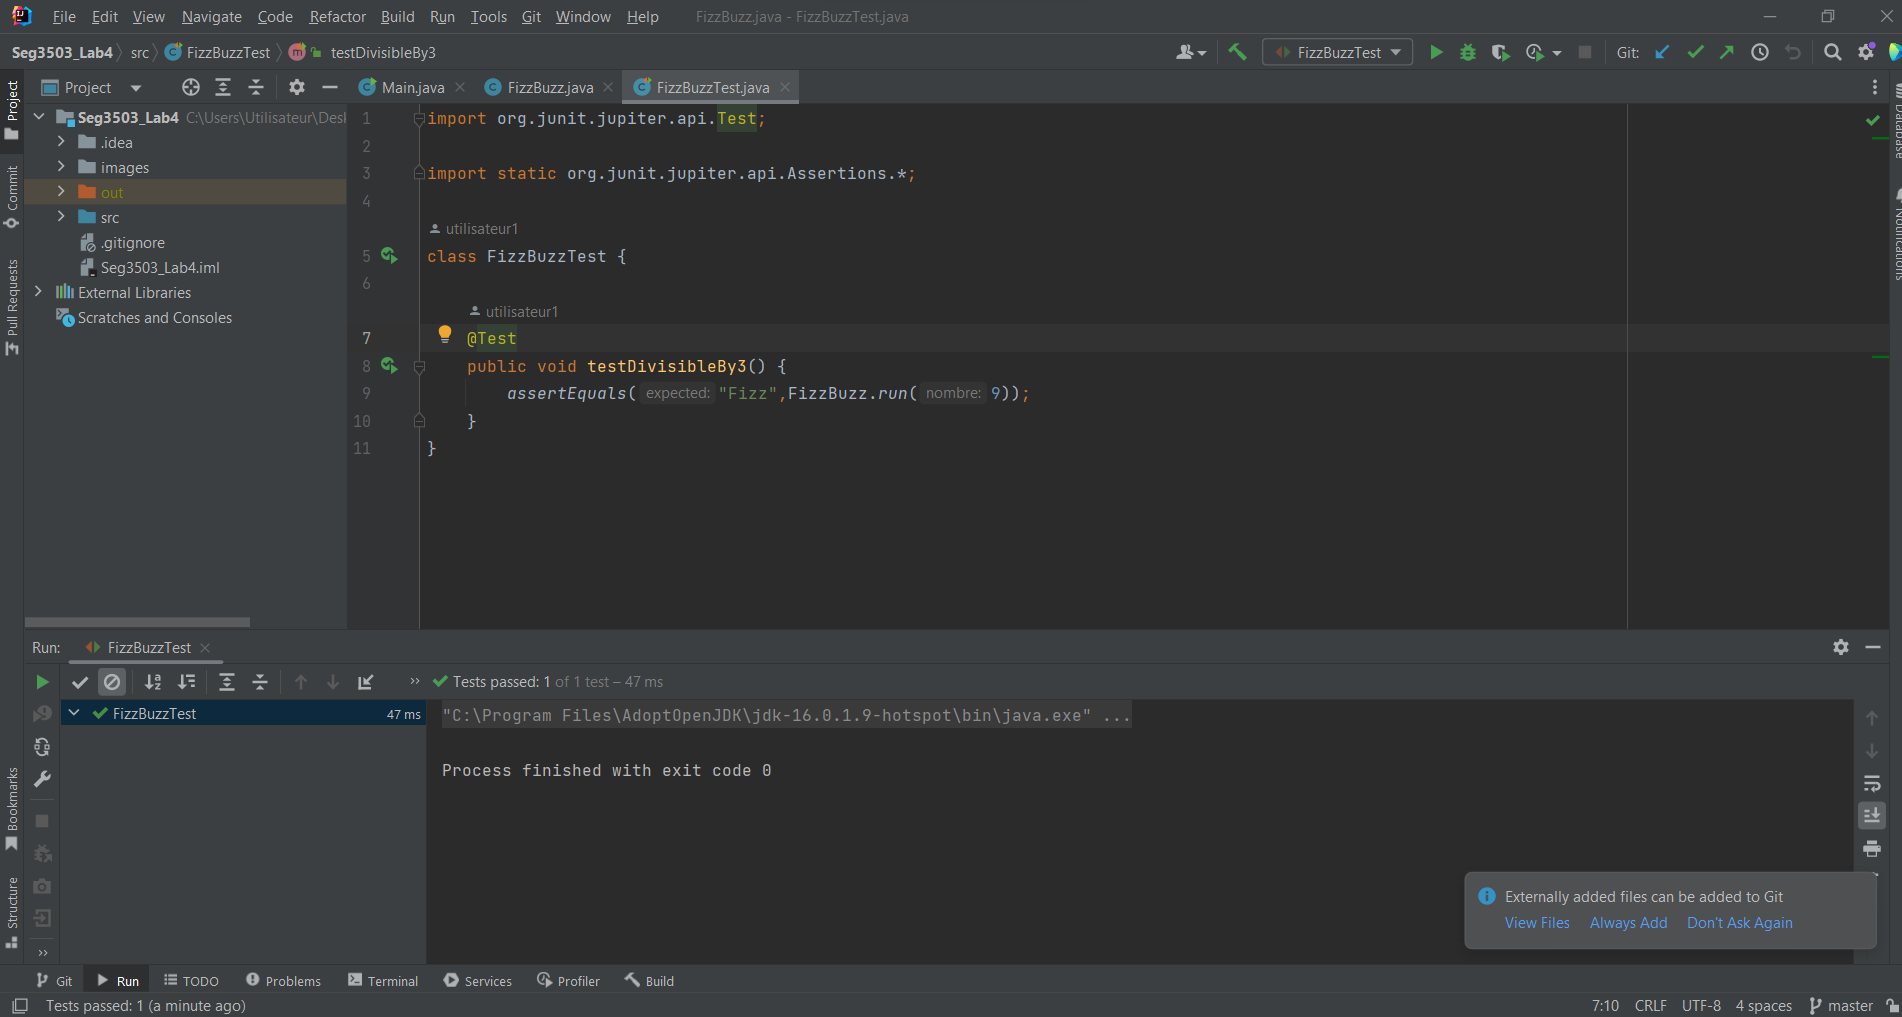 File Edit View Navigate Code Refactor Build Run Tools Git Window Help FizzBuzz.java - FizzBuzzTest.java
Seg3503_Lab4 src FizzBuzzTest testDivisibleBy3 FizzBuzzTest Git:
Project Main.java FizzBuzz.java FizzBuzzTest.java
Project
Commit
Pull Requests
Bookmarks
Structure
Seg3503_Lab4 C:\Users\Utilisateur\Desk
.idea
images
out
src
.gitignore
Seg3503_Lab4.iml
External Libraries
Scratches and Consoles
1 import org.junit.jupiter.api.Test;
2
3 import static org.junit.jupiter.api.Assertions.*;
4
utilisateur1
5 class FizzBuzzTest {
6
utilisateur1
7 @Test
8 public void testDivisibleBy3() {
9 assertEquals( expected: "Fizz",FizzBuzz.run( nombre: 9));
10 }
11 }
Database
Notifications
Run: FizzBuzzTest
Tests passed: 1 of 1 test – 47 ms
FizzBuzzTest 47 ms
"C:\Program Files\AdoptOpenJDK\jdk-16.0.1.9-hotspot\bin\java.exe" ...
Process finished with exit code 0
Externally added files can be added to Git
View Files Always Add Don't Ask Again
Git Run TODO Problems Terminal Services Profiler Build
Tests passed: 1 (a minute ago) 7:10 CRLF UTF-8 4 spaces master